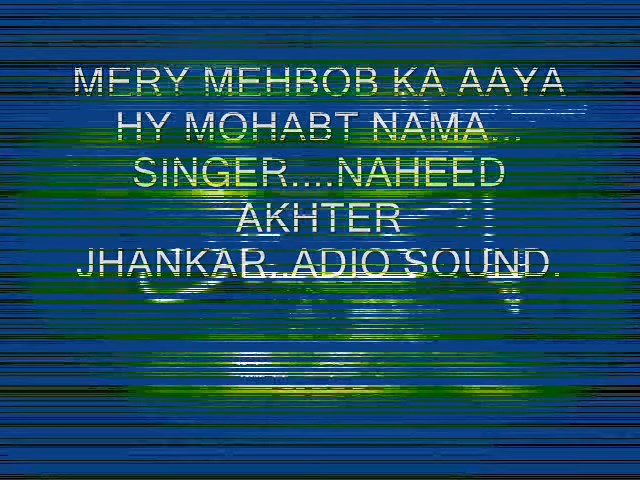 MERY MEHBOB KA AAYA
HY MOHABT NAMA...
SINGER....NAHEED
AKHTER
JHANKAR..ADIO SOUND.